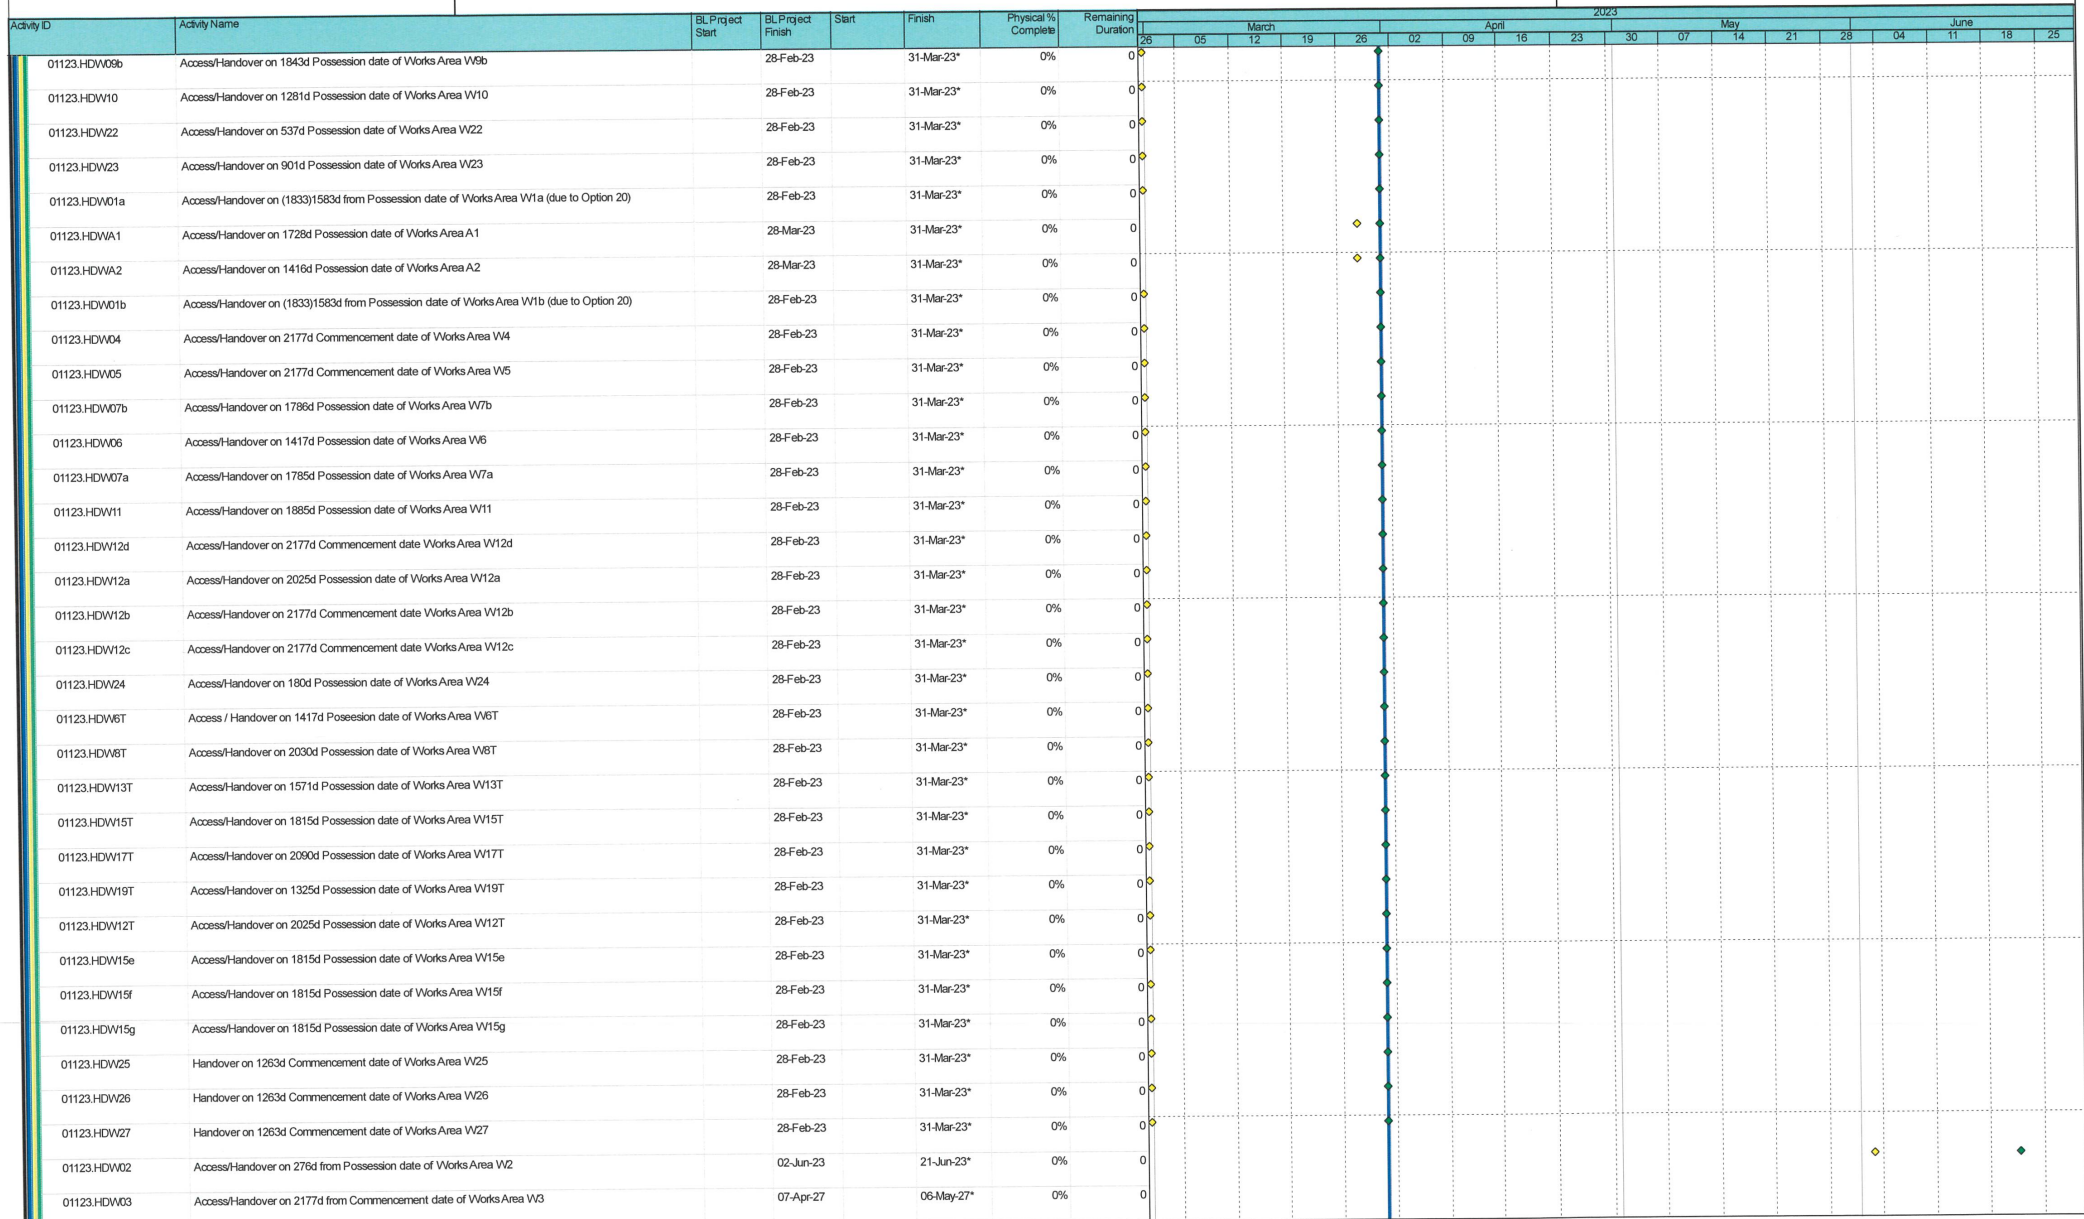 Activity ID Activity Name BL Project Start BL Project Finish Start Finish Physical % Complete Remaining Duration 2023
March April May June
26 05 12 19 26 02 09 16 23 30 07 14 21 28 04 11 18 25
01123.HDW09b Access/Handover on 1843d Possession date of Works Area W9b 28-Feb-23 31-Mar-23* 0% 0
01123.HDW10 Access/Handover on 1281d Possession date of Works Area W10 28-Feb-23 31-Mar-23* 0% 0
01123.HDW22 Access/Handover on 537d Possession date of Works Area W22 28-Feb-23 31-Mar-23* 0% 0
01123.HDW23 Access/Handover on 901d Possession date of Works Area W23 28-Feb-23 31-Mar-23* 0% 0
01123.HDW01a Access/Handover on (1833)1583d from Possession date of Works Area W1a (due to Option 20) 28-Feb-23 31-Mar-23* 0% 0
01123.HDWA1 Access/Handover on 1728d Possession date of Works Area A1 28-Mar-23 31-Mar-23* 0% 0
01123.HDWA2 Access/Handover on 1416d Possession date of Works Area A2 28-Mar-23 31-Mar-23* 0% 0
01123.HDW01b Access/Handover on (1833)1583d from Possession date of Works Area W1b (due to Option 20) 28-Feb-23 31-Mar-23* 0% 0
01123.HDW04 Access/Handover on 2177d Commencement date of Works Area W4 28-Feb-23 31-Mar-23* 0% 0
01123.HDW05 Access/Handover on 2177d Commencement date of Works Area W5 28-Feb-23 31-Mar-23* 0% 0
01123.HDW07b Access/Handover on 1786d Possession date of Works Area W7b 28-Feb-23 31-Mar-23* 0% 0
01123.HDW06 Access/Handover on 1417d Possession date of Works Area W6 28-Feb-23 31-Mar-23* 0% 0
01123.HDW07a Access/Handover on 1785d Possession date of Works Area W7a 28-Feb-23 31-Mar-23* 0% 0
01123.HDW11 Access/Handover on 1885d Possession date of Works Area W11 28-Feb-23 31-Mar-23* 0% 0
01123.HDW12d Access/Handover on 2177d Commencement date Works Area W12d 28-Feb-23 31-Mar-23* 0% 0
01123.HDW12a Access/Handover on 2025d Possession date of Works Area W12a 28-Feb-23 31-Mar-23* 0% 0
01123.HDW12b Access/Handover on 2177d Commencement date Works Area W12b 28-Feb-23 31-Mar-23* 0% 0
01123.HDW12c Access/Handover on 2177d Commencement date Works Area W12c 28-Feb-23 31-Mar-23* 0% 0
01123.HDW24 Access/Handover on 180d Possession date of Works Area W24 28-Feb-23 31-Mar-23* 0% 0
01123.HDW6T Access / Handover on 1417d Poseesion date of Works Area W6T 28-Feb-23 31-Mar-23* 0% 0
01123.HDW8T Access/Handover on 2030d Possession date of Works Area W8T 28-Feb-23 31-Mar-23* 0% 0
01123.HDW13T Access/Handover on 1571d Possession date of Works Area W13T 28-Feb-23 31-Mar-23* 0% 0
01123.HDW15T Access/Handover on 1815d Possession date of Works Area W15T 28-Feb-23 31-Mar-23* 0% 0
01123.HDW17T Access/Handover on 2090d Possession date of Works Area W17T 28-Feb-23 31-Mar-23* 0% 0
01123.HDW19T Access/Handover on 1325d Possession date of Works Area W19T 28-Feb-23 31-Mar-23* 0% 0
01123.HDW12T Access/Handover on 2025d Possession date of Works Area W12T 28-Feb-23 31-Mar-23* 0% 0
01123.HDW15e Access/Handover on 1815d Possession date of Works Area W15e 28-Feb-23 31-Mar-23* 0% 0
01123.HDW15f Access/Handover on 1815d Possession date of Works Area W15f 28-Feb-23 31-Mar-23* 0% 0
01123.HDW15g Access/Handover on 1815d Possession date of Works Area W15g 28-Feb-23 31-Mar-23* 0% 0
01123.HDW25 Handover on 1263d Commencement date of Works Area W25 28-Feb-23 31-Mar-23* 0% 0
01123.HDW26 Handover on 1263d Commencement date of Works Area W26 28-Feb-23 31-Mar-23* 0% 0
01123.HDW27 Handover on 1263d Commencement date of Works Area W27 28-Feb-23 31-Mar-23* 0% 0
01123.HDW02 Access/Handover on 276d from Possession date of Works Area W2 02-Jun-23 21-Jun-23* 0% 0
01123.HDW03 Access/Handover on 2177d from Commencement date of Works Area W3 07-Apr-27 06-May-27* 0% 0